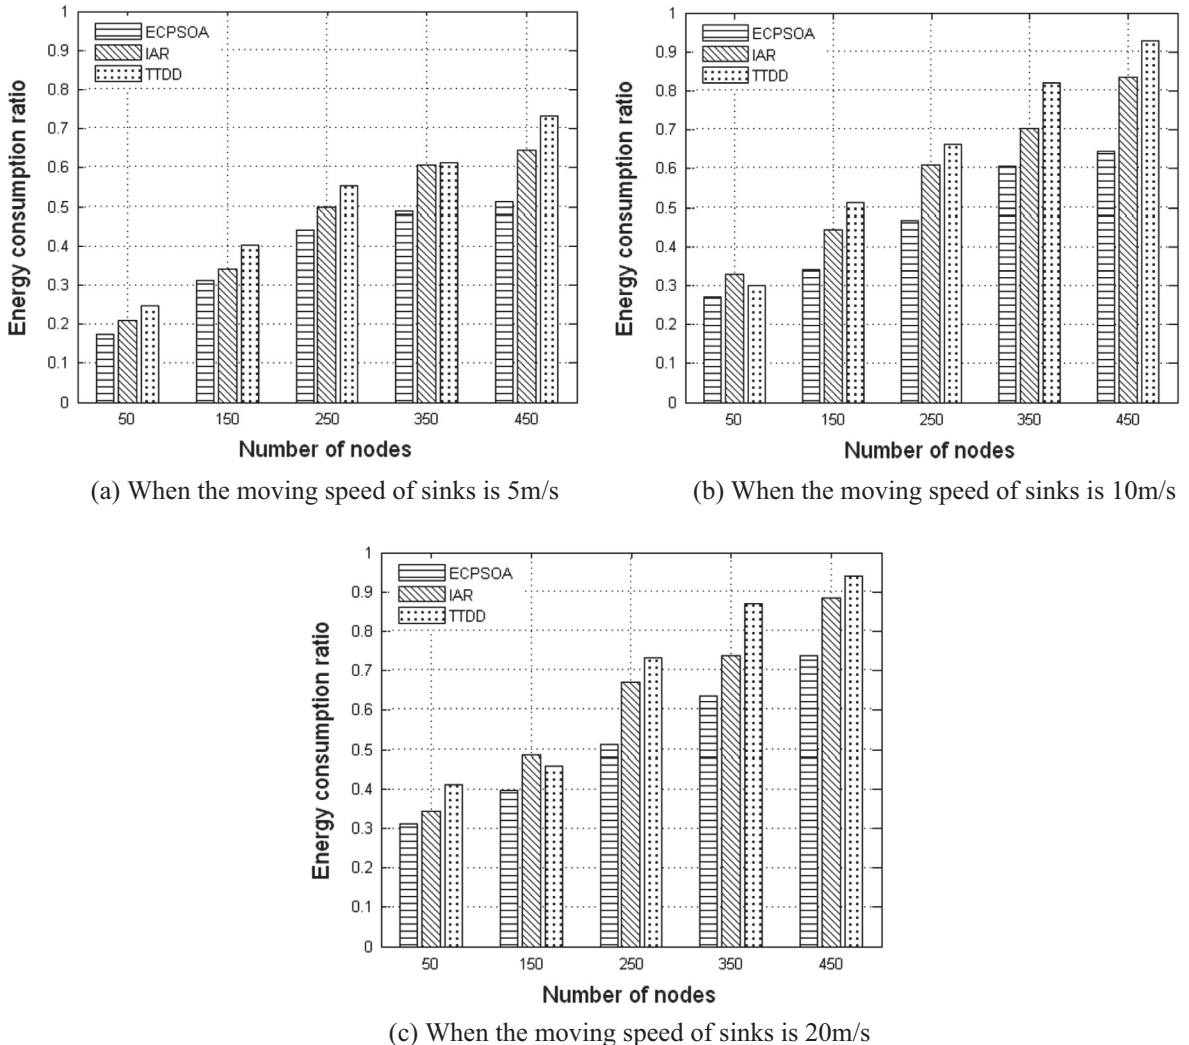 1
0.9
0.8
0.7
0.6
0.5
0.4
0.3
0.2
0.1
0
Energy consumption ratio
ECPSOA
IAR
TTDD
50 150 250 350 450
Number of nodes
(a) When the moving speed of sinks is 5m/s
1
0.9
0.8
0.7
0.6
0.5
0.4
0.3
0.2
0.1
0
Energy consumption ratio
ECPSOA
IAR
TTDD
50 150 250 350 450
Number of nodes
(b) When the moving speed of sinks is 10m/s
1
0.9
0.8
0.7
0.6
0.5
0.4
0.3
0.2
0.1
0
Energy consumption ratio
ECPSOA
IAR
TTDD
50 150 250 350 450
Number of nodes
(c) When the moving speed of sinks is 20m/s